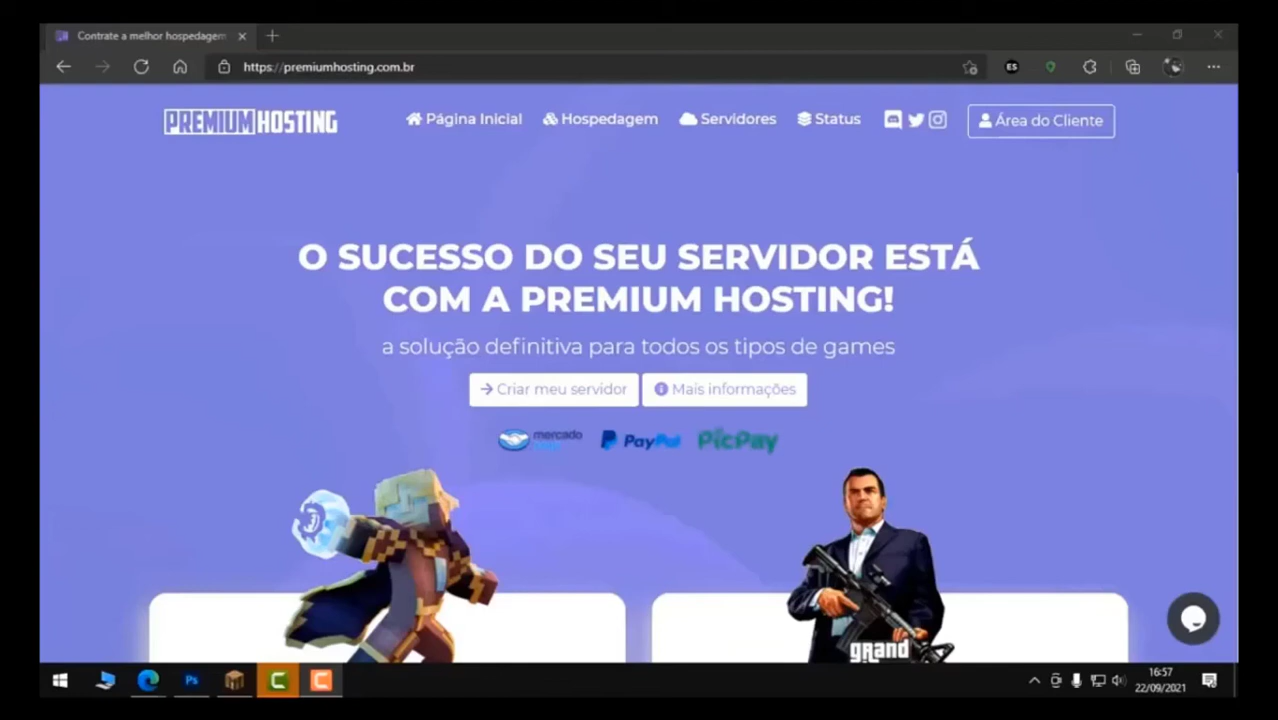 Contrate a melhor hospedagem
https://premiumhosting.com.br
ES
PREMIUMHOSTING
Página Inicial
Hospedagem
Servidores
Status
Área do Cliente
O SUCESSO DO SEU SERVIDOR ESTÁ
COM A PREMIUM HOSTING!
a solução definitiva para todos os tipos de games
Criar meu servidor
Mais informações
mercado
PayPal
PicPay
grand
Ps
16:57
22/09/2021